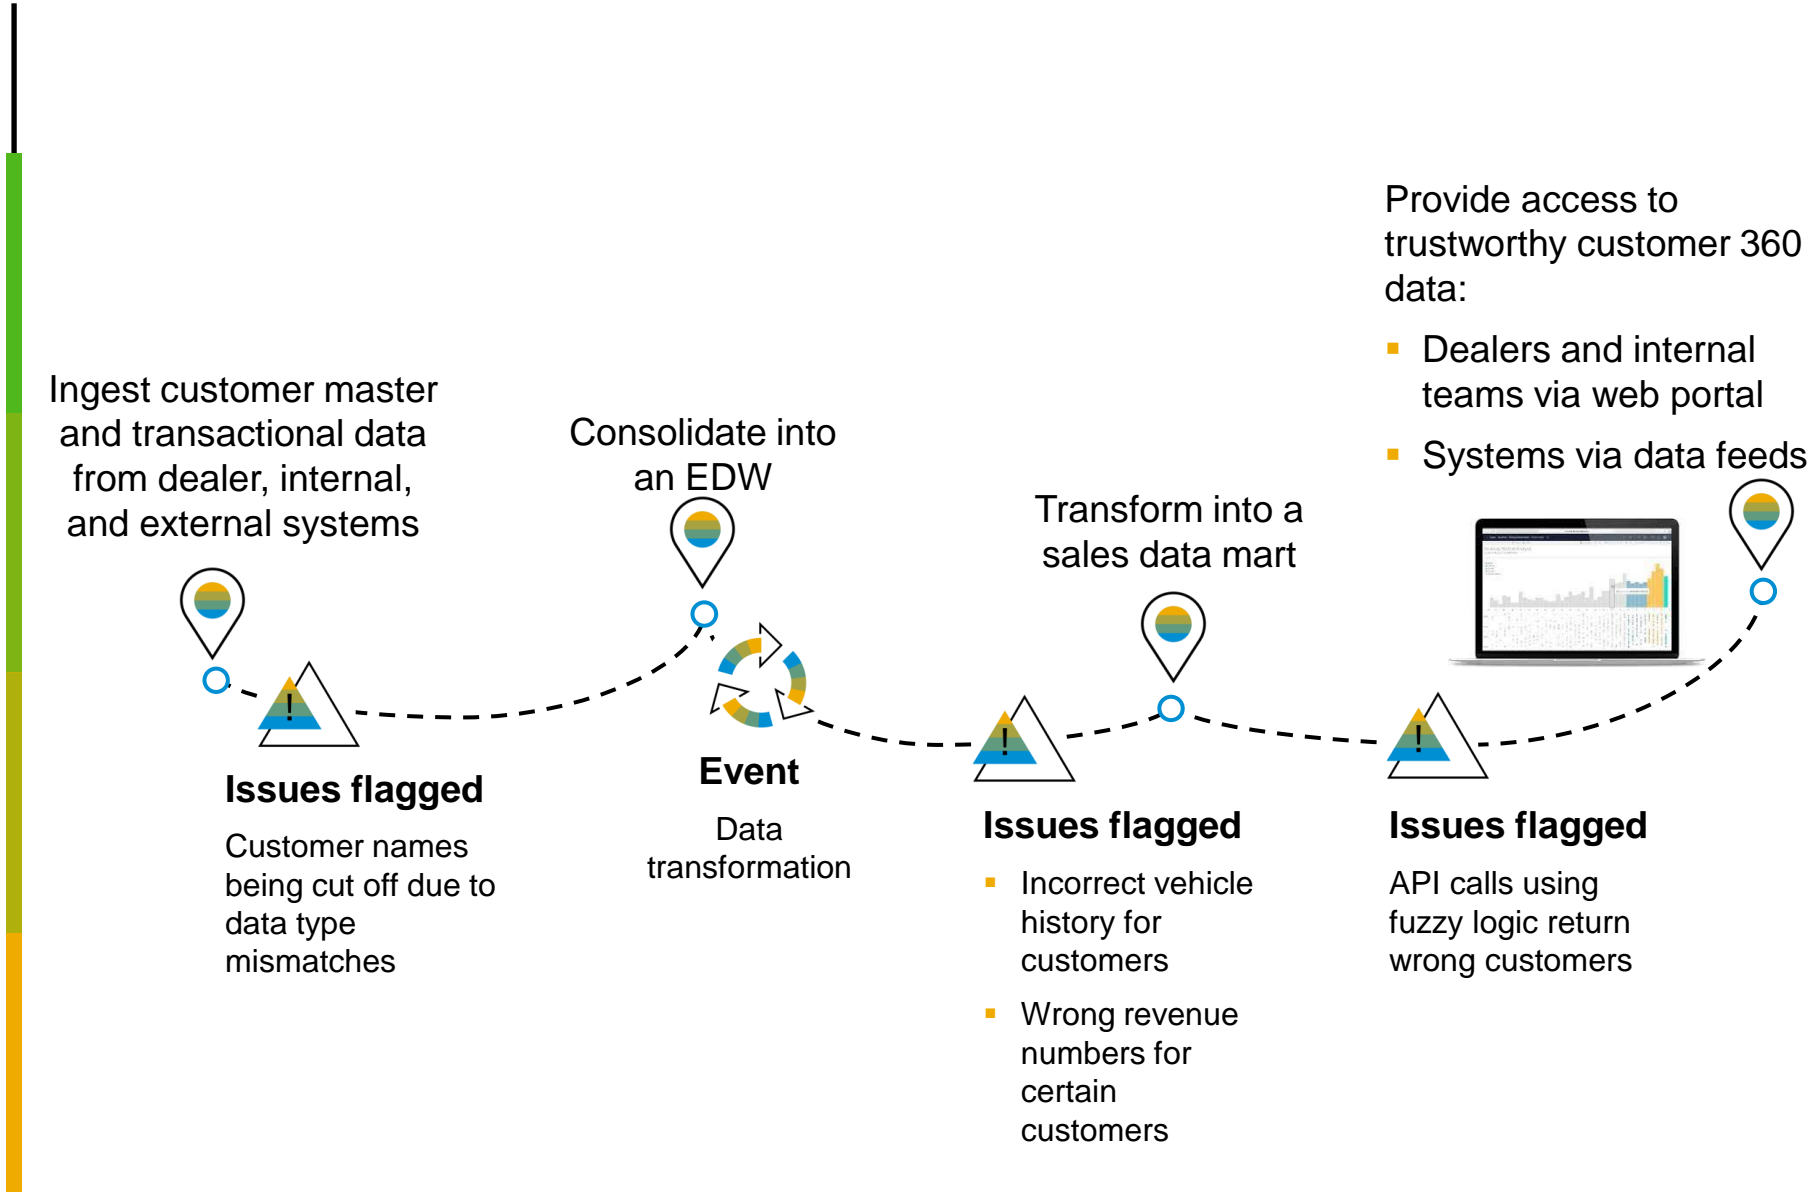 Ingest customer master
and transactional data
from dealer, internal,
and external systems
!
Issues flagged
Customer names
being cut off due to
data type
mismatches
Consolidate into
an EDW
Event
Data
transformation
!
Issues flagged
▪ Incorrect vehicle
history for
customers
▪ Wrong revenue
numbers for
certain
customers
Transform into a
sales data mart
!
Issues flagged
API calls using
fuzzy logic return
wrong customers
Provide access to
trustworthy customer 360
data:
▪ Dealers and internal
teams via web portal
▪ Systems via data feeds